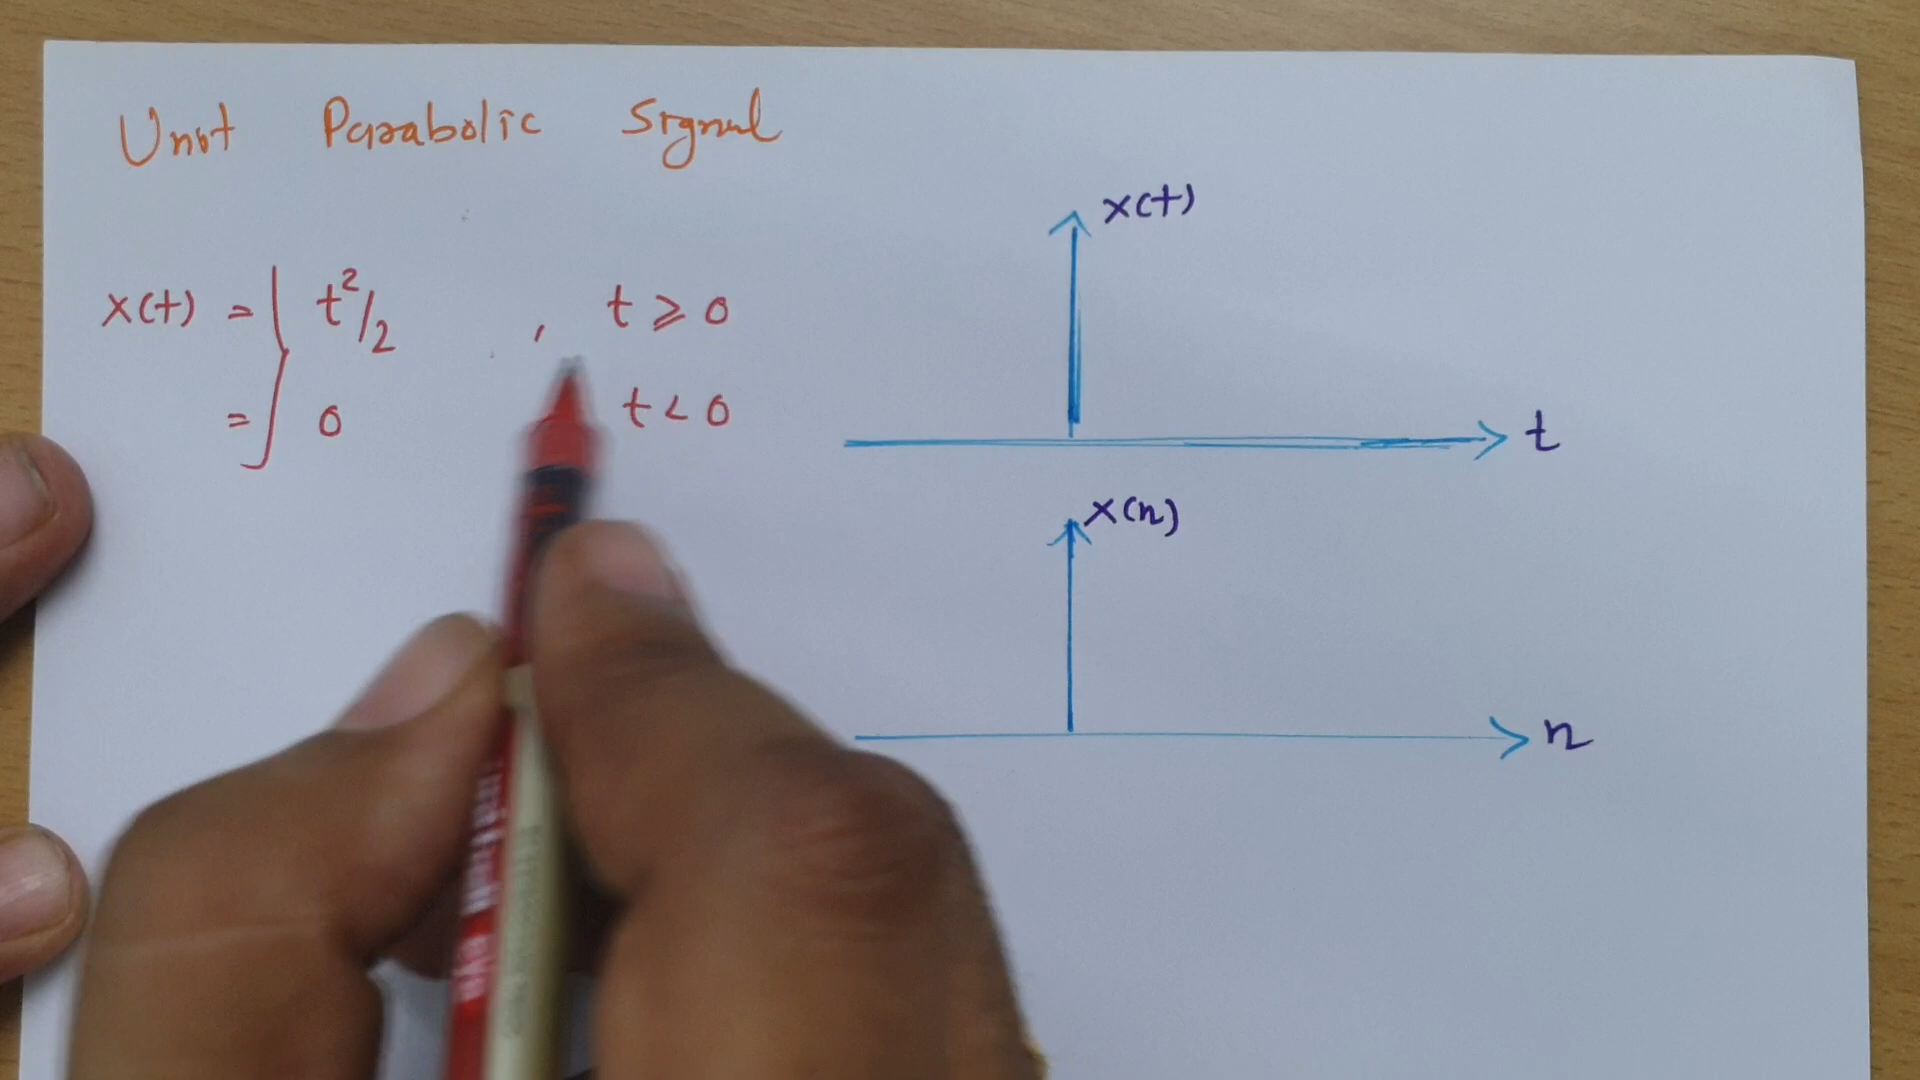 Unit Parabolic Signal
x(t) = { t²/2 , t ≥ 0
= 0 t < 0
x(t)
t
x(n)
n